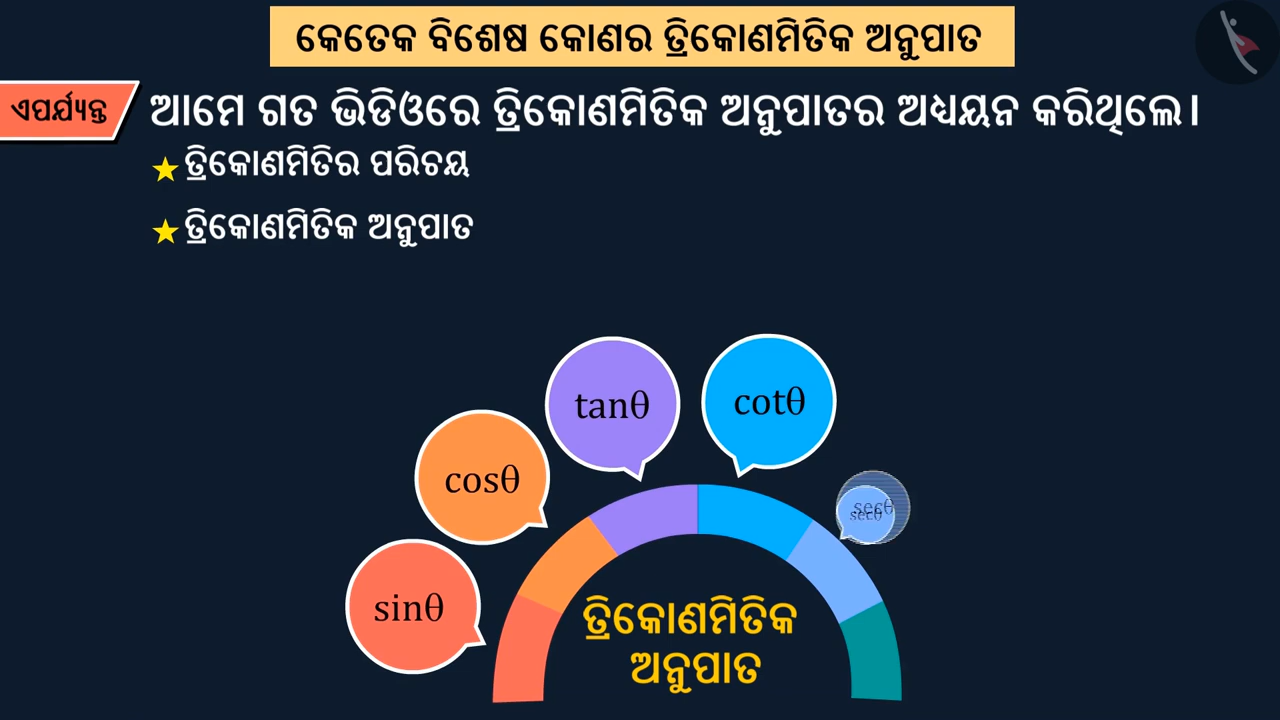 କେତେକ ବିଶେଷ କୋଣର ତ୍ରିକୋଣମିତିକ ଅନୁପାତ
ଏପର୍ଯ୍ୟନ୍ତ
ଆମେ ଗତ ଭିଡିଓରେ ତ୍ରିକୋଣମିତିକ ଅନୁପାତର ଅଧ୍ୟୟନ କରିଥିଲେ।
ତ୍ରିକୋଣମିତିର ପରିଚୟ
ତ୍ରିକୋଣମିତିକ ଅନୁପାତ
tanθ
cotθ
cosθ
secθ
sinθ
ତ୍ରିକୋଣମିତିକ
ଅନୁପାତ